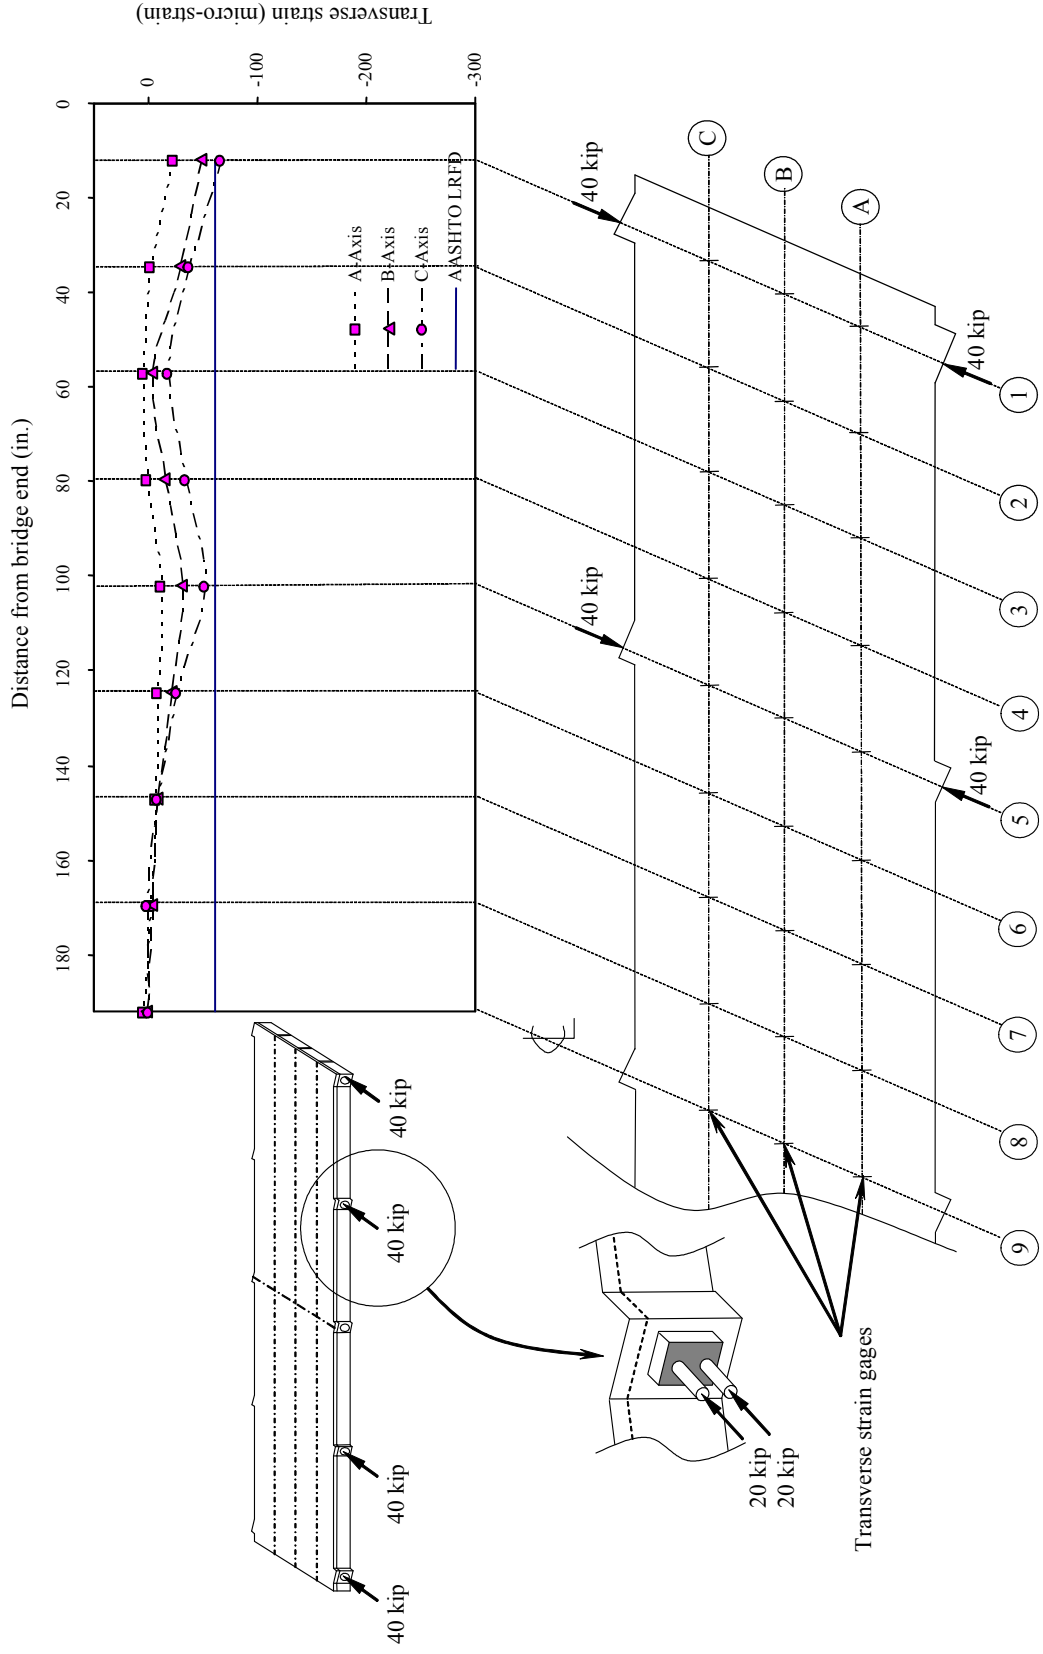 Distance from bridge end (in.)
0
20
40
60
80
100
120
140
160
180
Transverse strain (micro-strain)
0
-100
-200
-300
A-Axis
B-Axis
C-Axis
AASHTO LRFD
40 kip
40 kip
40 kip
40 kip
C
B
A
1
2
3
4
5
6
7
8
9
CL
40 kip
40 kip
40 kip
40 kip
20 kip
20 kip
Transverse strain gages